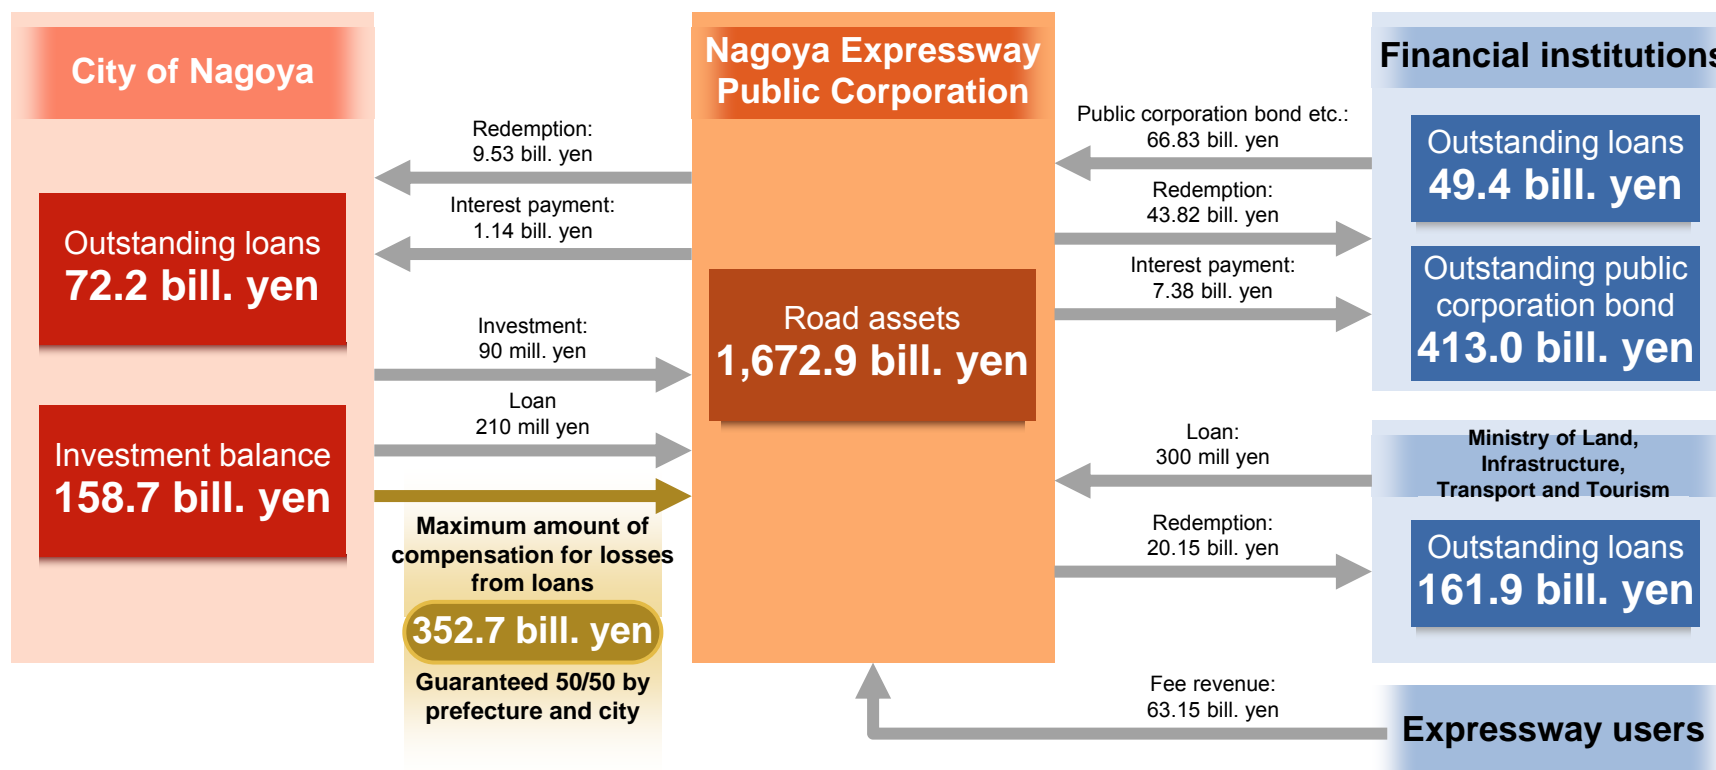 City of Nagoya
Outstanding loans
72.2 bill. yen
Investment balance
158.7 bill. yen
Redemption:
9.53 bill. yen
Interest payment:
1.14 bill. yen
Investment:
90 mill. yen
Loan
210 mill yen
Maximum amount of
compensation for losses
from loans
352.7 bill. yen
Guaranteed 50/50 by
prefecture and city
Nagoya Expressway
Public Corporation
Road assets
1,672.9 bill. yen
Public corporation bond etc.:
66.83 bill. yen
Redemption:
43.82 bill. yen
Interest payment:
7.38 bill. yen
Loan:
300 mill yen
Redemption:
20.15 bill. yen
Fee revenue:
63.15 bill. yen
Financial institutions
Outstanding loans
49.4 bill. yen
Outstanding public
corporation bond
413.0 bill. yen
Ministry of Land,
Infrastructure,
Transport and Tourism
Outstanding loans
161.9 bill. yen
Expressway users